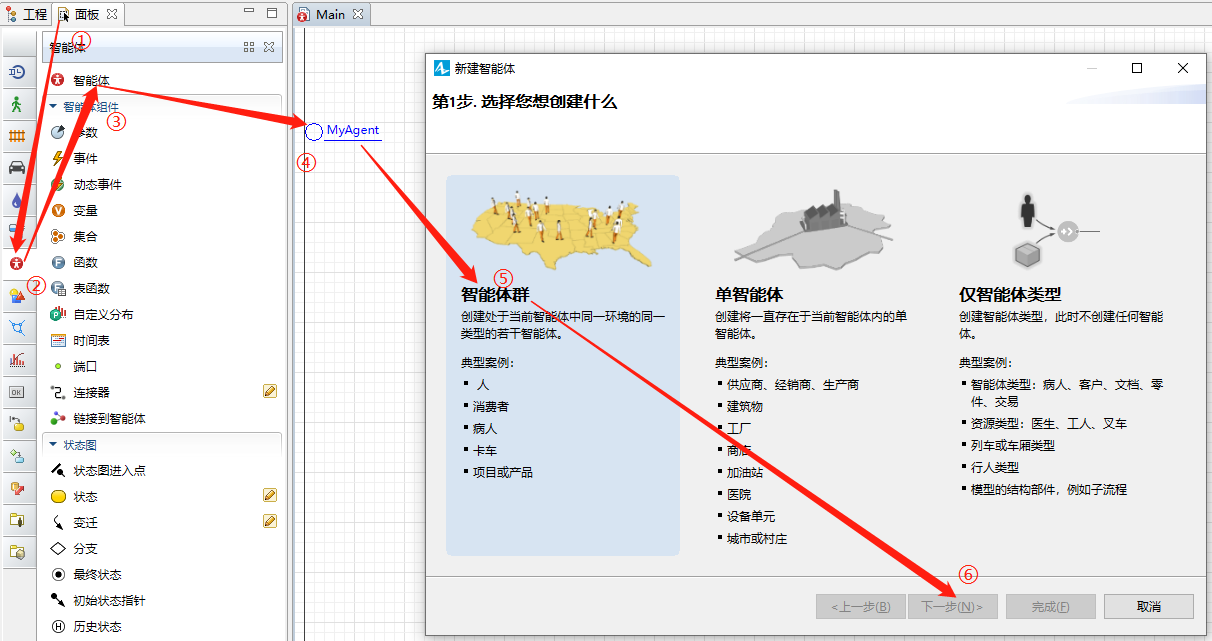 工程
面板
Main
①
智能体
智能体
智能体组件
③
参数
事件
动态事件
变量
集合
函数
②
表函数
自定义分布
时间表
端口
连接器
链接到智能体
状态图
状态图进入点
状态
变迁
分支
最终状态
初始状态指针
历史状态
OK
MyAgent
④
新建智能体
第1步. 选择您想创建什么
⑤
智能体群
创建处于当前智能体中同一环境的同一
类型的若干智能体。
典型案例:
人
消费者
病人
卡车
项目或产品
单智能体
创建将一直存在于当前智能体内的单
智能体。
典型案例:
供应商、经销商、生产商
建筑物
工厂
商店
加油站
医院
设备单元
城市或村庄
仅智能体类型
创建智能体类型，此时不创建任何智能
体。
典型案例:
智能体类型：病人、客户、文档、零
件、交易
资源类型：医生、工人、叉车
列车或车厢类型
行人类型
模型的结构部件，例如子流程
⑥
<上一步(B)
下一步(N)>
完成(F)
取消